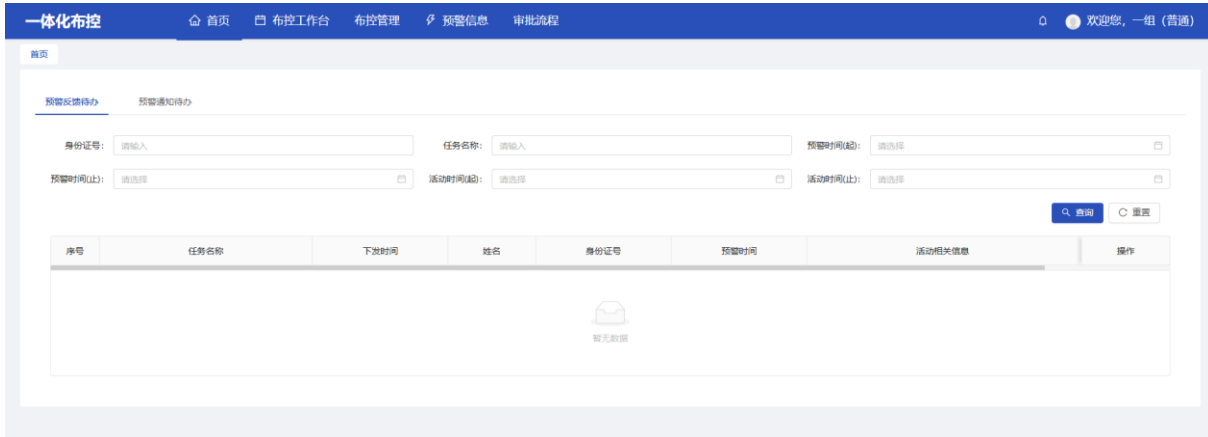 一体化布控 首页 布控工作台 布控管理 预警信息 审批流程 欢迎您，一组（普通）
首页
预警反馈待办 预警通知待办
身份证号： 请输入 任务名称： 请输入 预警时间(起)： 请选择
预警时间(止)： 请选择 活动时间(起)： 请选择 活动时间(止)： 请选择
查询 重置
序号 任务名称 下发时间 姓名 身份证号 预警时间 活动相关信息 操作
暂无数据